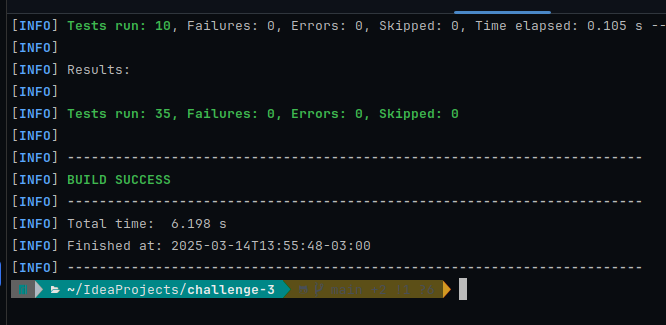 [INFO] Tests run: 10, Failures: 0, Errors: 0, Skipped: 0, Time elapsed: 0.105 s --
[INFO]
[INFO] Results:
[INFO]
[INFO] Tests run: 35, Failures: 0, Errors: 0, Skipped: 0
[INFO]
[INFO] ------------------------------------------------------------------------
[INFO] BUILD SUCCESS
[INFO] ------------------------------------------------------------------------
[INFO] Total time:  6.198 s
[INFO] Finished at: 2025-03-14T13:55:48-03:00
[INFO] ------------------------------------------------------------------------
~/IdeaProjects/challenge-3